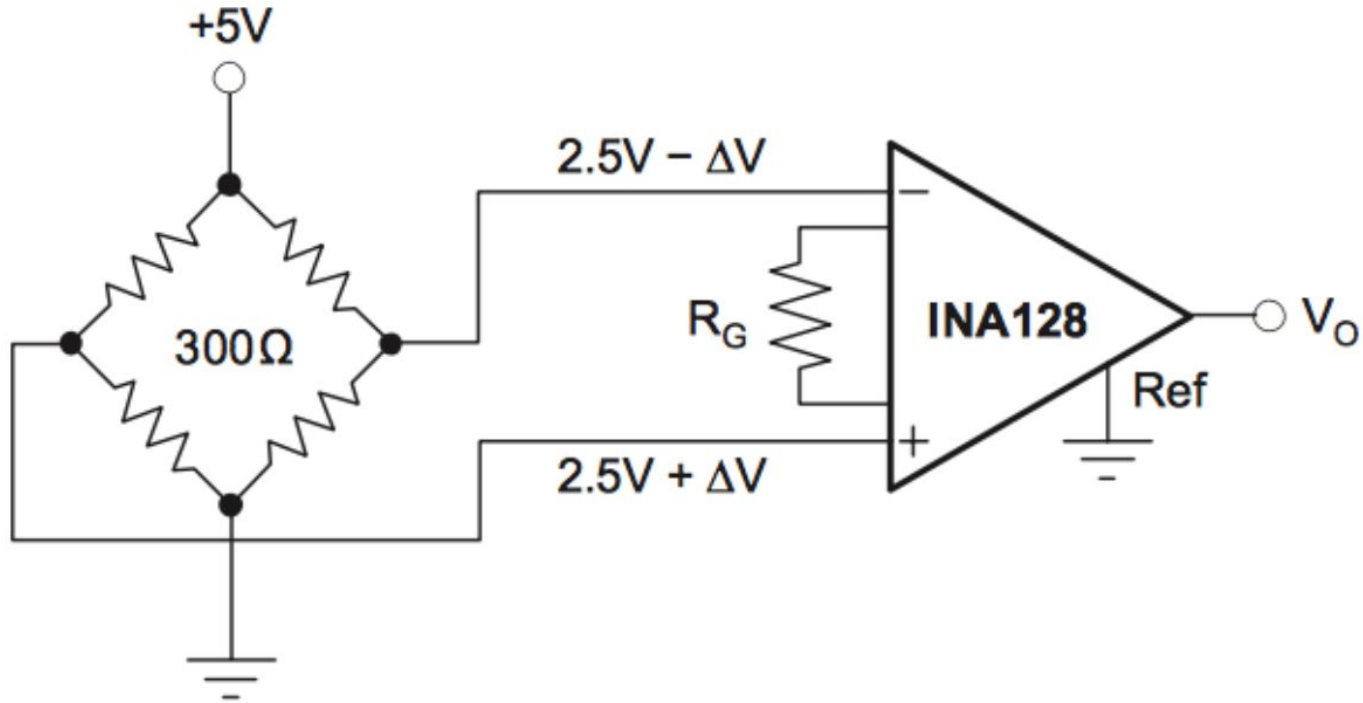 +5V
2.5V − ΔV
−
300Ω
R_G
INA128
V_O
Ref
+
2.5V + ΔV